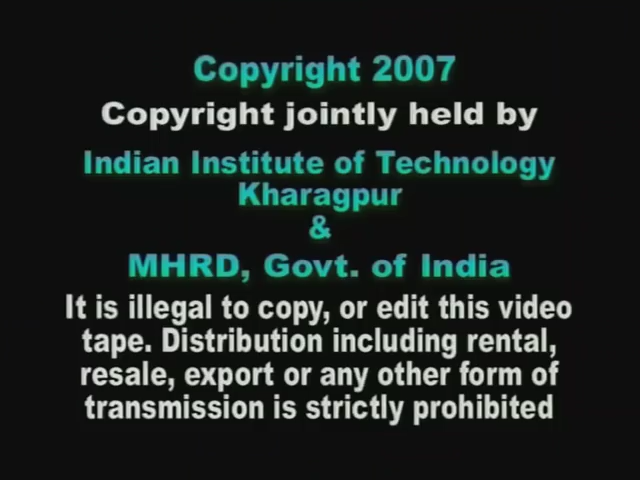 Copyright 2007
Copyright jointly held by
Indian Institute of Technology
Kharagpur
&
MHRD, Govt. of India
It is illegal to copy, or edit this video
tape. Distribution including rental,
resale, export or any other form of
transmission is strictly prohibited